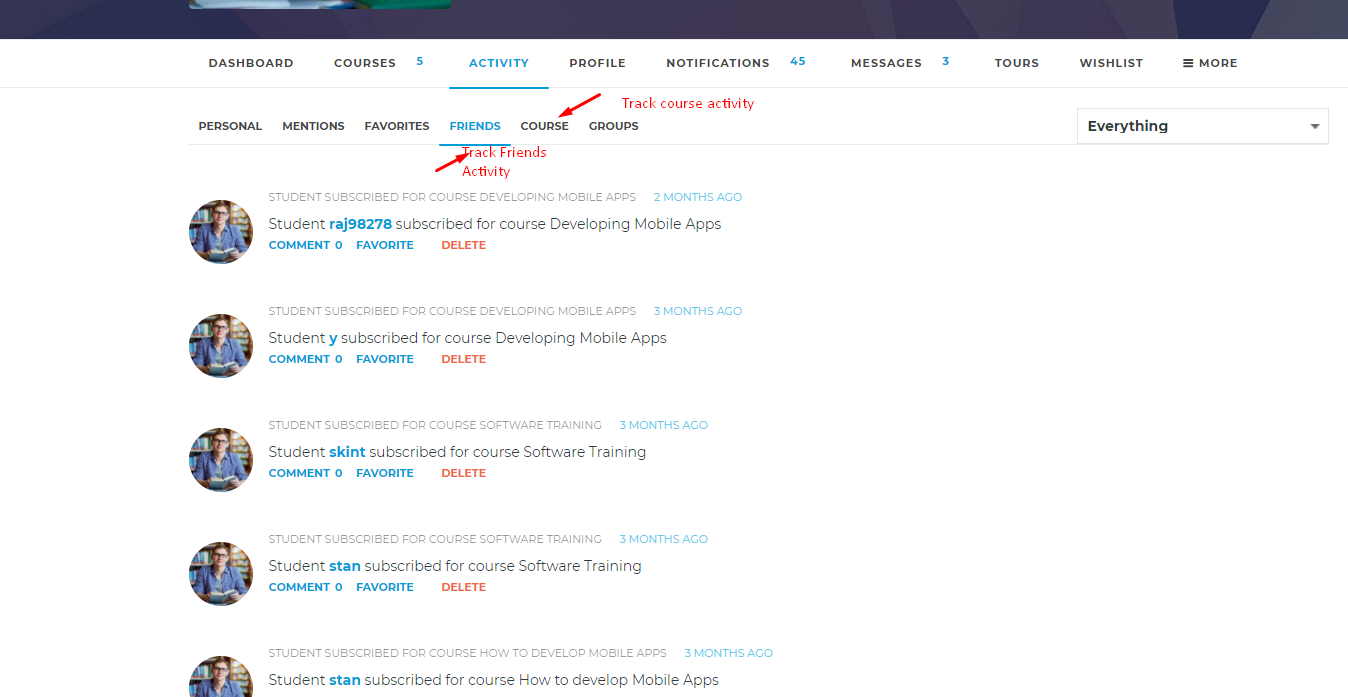 DASHBOARD COURSES 5 ACTIVITY PROFILE NOTIFICATIONS 45 MESSAGES 3 TOURS WISHLIST MORE
Track course activity
PERSONAL MENTIONS FAVORITES FRIENDS COURSE GROUPS Everything
Track Friends
Activity
STUDENT SUBSCRIBED FOR COURSE DEVELOPING MOBILE APPS 2 MONTHS AGO
Student raj98278 subscribed for course Developing Mobile Apps
COMMENT 0 FAVORITE DELETE
STUDENT SUBSCRIBED FOR COURSE DEVELOPING MOBILE APPS 3 MONTHS AGO
Student y subscribed for course Developing Mobile Apps
COMMENT 0 FAVORITE DELETE
STUDENT SUBSCRIBED FOR COURSE SOFTWARE TRAINING 3 MONTHS AGO
Student skint subscribed for course Software Training
COMMENT 0 FAVORITE DELETE
STUDENT SUBSCRIBED FOR COURSE SOFTWARE TRAINING 3 MONTHS AGO
Student stan subscribed for course Software Training
COMMENT 0 FAVORITE DELETE
STUDENT SUBSCRIBED FOR COURSE HOW TO DEVELOP MOBILE APPS 3 MONTHS AGO
Student stan subscribed for course How to develop Mobile Apps